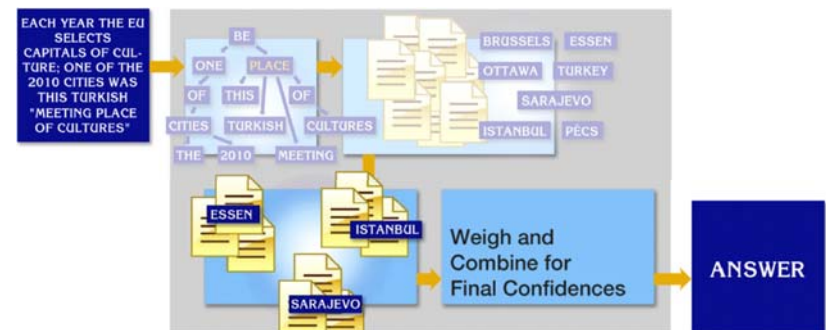 EACH YEAR THE EU
SELECTS
CAPITALS OF CUL-
TURE; ONE OF THE
2010 CITIES WAS
THIS TURKISH
"MEETING PLACE
OF CULTURES"
BE
ONE
PLACE
OF
THIS
OF
CITIES
TURKISH
CULTURES
THE
2010
MEETING
BRUSSELS
ESSEN
OTTAWA
TURKEY
SARAJEVO
ISTANBUL
PÉCS
ESSEN
ISTANBUL
SARAJEVO
Weigh and
Combine for
Final Confidences
ANSWER